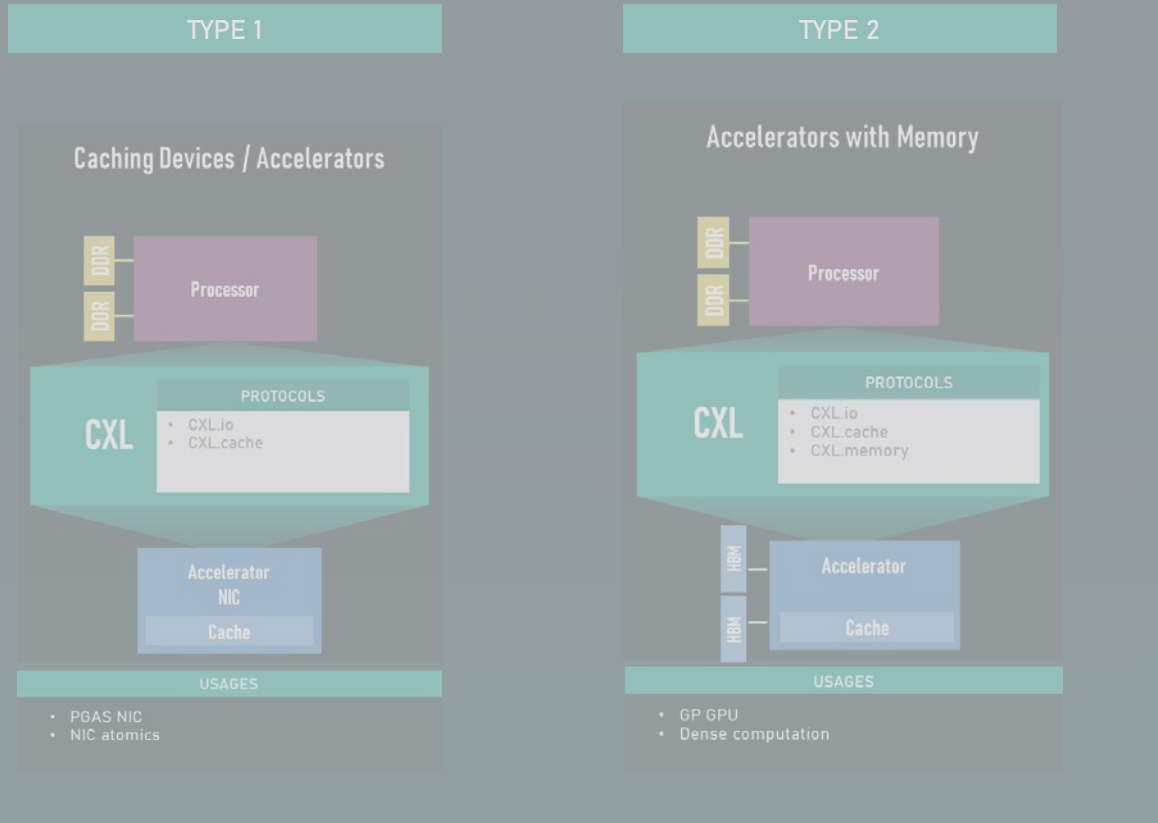 TYPE 1
Caching Devices / Accelerators
DDR
DDR
Processor
CXL
PROTOCOLS
• CXL.io
• CXL.cache
Accelerator
NIC
Cache
USAGES
• PGAS NIC
• NIC atomics
TYPE 2
Accelerators with Memory
DDR
DDR
Processor
CXL
PROTOCOLS
• CXL.io
• CXL.cache
• CXL.memory
HBM
HBM
Accelerator
Cache
USAGES
• GP GPU
• Dense computation